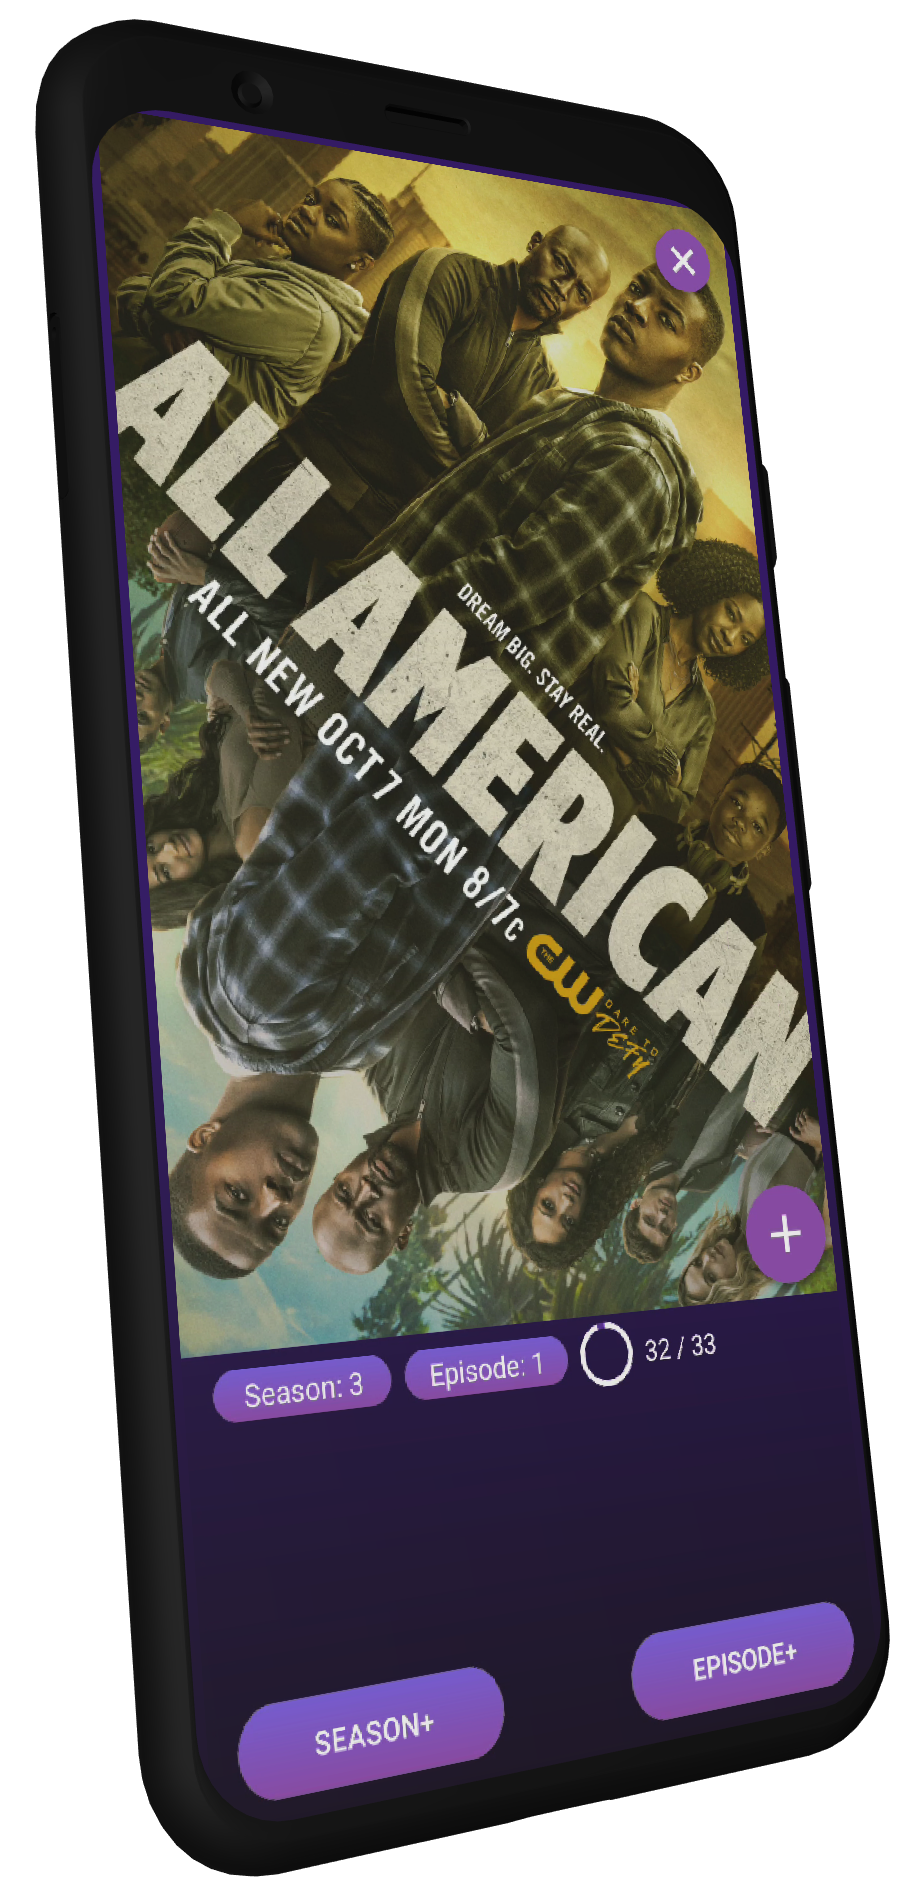 DREAM BIG. STAY REAL.
ALL AMERICAN
ALL NEW OCT 7 MON 8/7c
THE CW
DARE TO
DEFY
Season: 3
Episode: 1
32 / 33
SEASON+
EPISODE+